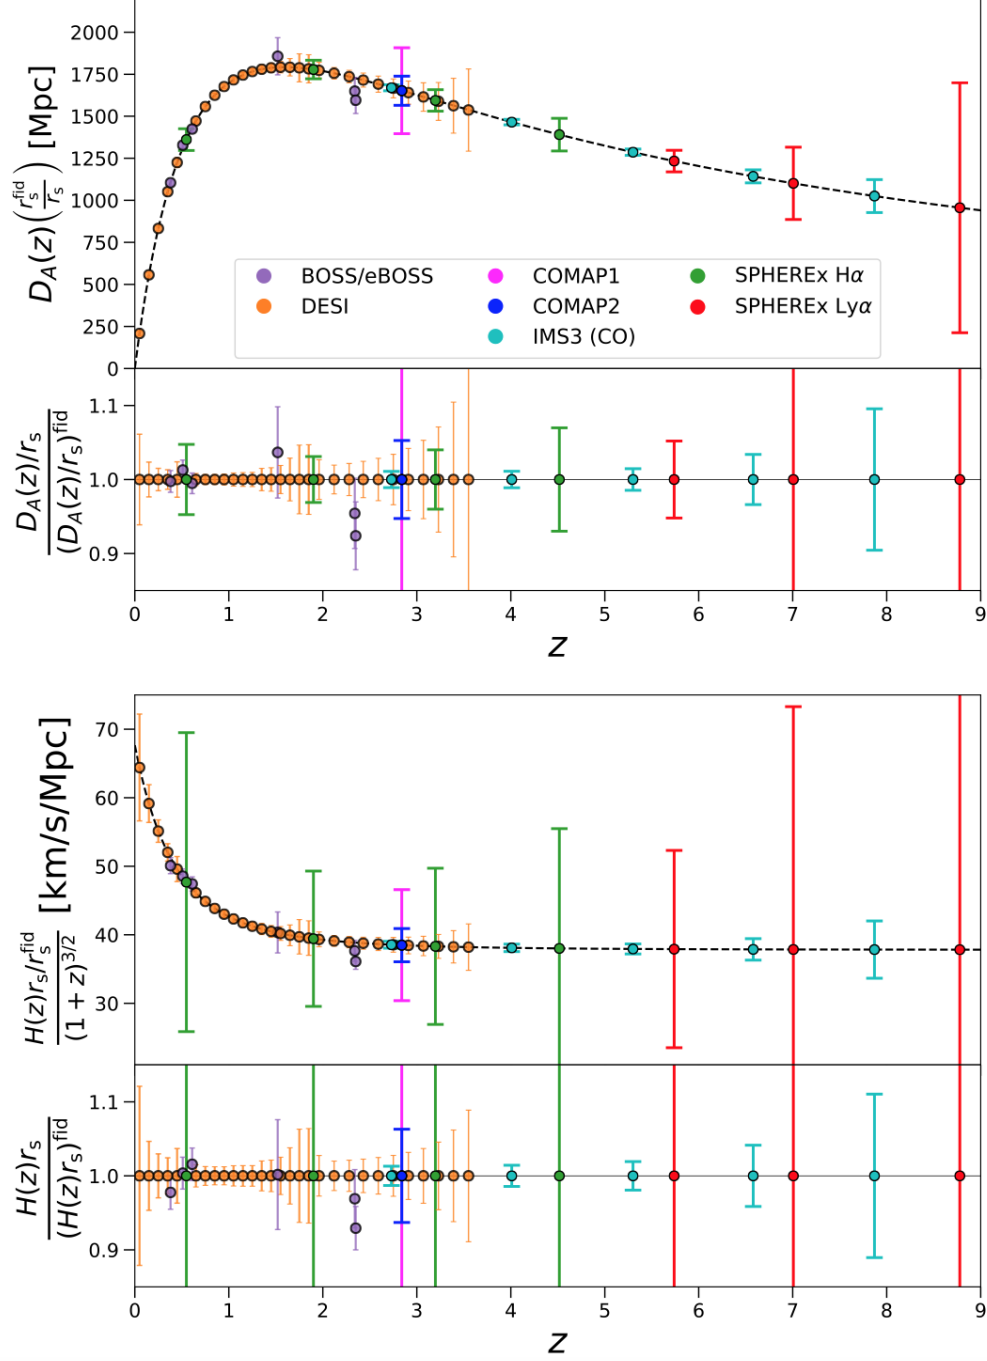 D_A(z)(r_s^fid/r_s) [Mpc]
2000
1750
1500
1250
1000
750
500
250
0
BOSS/eBOSS
DESI
COMAP1
COMAP2
IMS3 (CO)
SPHEREx Hα
SPHEREx Lyα
D_A(z)/r_s
(D_A(z)/r_s)^fid
1.1
1.0
0.9
0 1 2 3 4 5 6 7 8 9
z
H(z)r_s/r_s^fid
(1 + z)^3/2
[km/s/Mpc]
70
60
50
40
30
H(z)r_s
(H(z)r_s)^fid
1.1
1.0
0.9
0 1 2 3 4 5 6 7 8 9
z